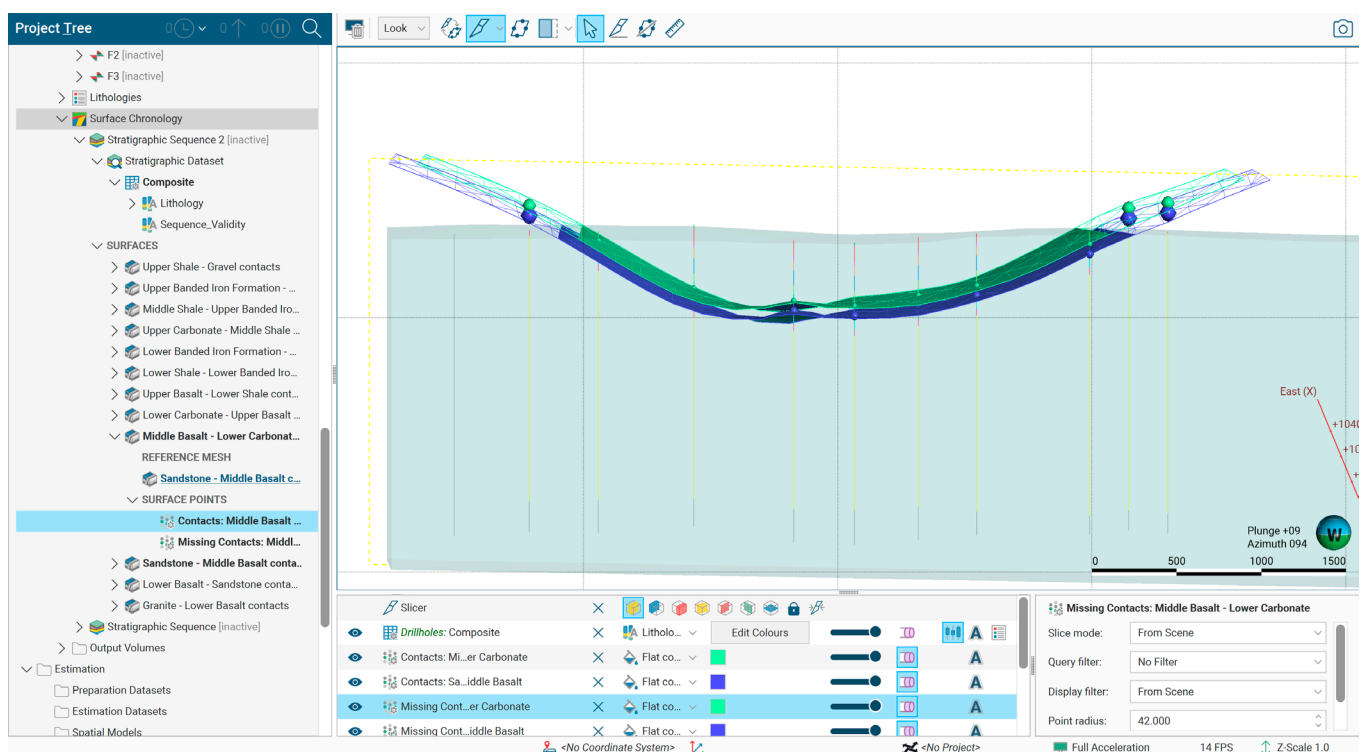 Project Tree
0
0
0
Look
F2 [inactive]
F3 [inactive]
Lithologies
Surface Chronology
Stratigraphic Sequence 2 [inactive]
Stratigraphic Dataset
Composite
Lithology
Sequence_Validity
SURFACES
Upper Shale - Gravel contacts
Upper Banded Iron Formation - ...
Middle Shale - Upper Banded Iro...
Upper Carbonate - Middle Shale ...
Lower Banded Iron Formation - ...
Lower Shale - Lower Banded Iro...
Upper Basalt - Lower Shale cont...
Lower Carbonate - Upper Basalt ...
Middle Basalt - Lower Carbonat...
REFERENCE MESH
Sandstone - Middle Basalt c...
SURFACE POINTS
Contacts: Middle Basalt ...
Missing Contacts: Middl...
Sandstone - Middle Basalt conta..
Lower Basalt - Sandstone conta...
Granite - Lower Basalt contacts
Stratigraphic Sequence [inactive]
Output Volumes
Estimation
Preparation Datasets
Estimation Datasets
Spatial Models
East (X)
+1040
+10
+
Plunge +09
Azimuth 094
W
0 500 1000 1500
Slicer
Drillholes: Composite
Litholo...
Edit Colours
A
Contacts: Mi...er Carbonate
Flat co...
A
Contacts: Sa...iddle Basalt
Flat co...
A
Missing Cont...er Carbonate
Flat co...
A
Missing Cont...iddle Basalt
Flat co...
A
Missing Contacts: Middle Basalt - Lower Carbonate
Slice mode: From Scene
Query filter: No Filter
Display filter: From Scene
Point radius: 42.000
<No Coordinate System>
<No Project>
Full Acceleration
14 FPS
Z-Scale 1.0